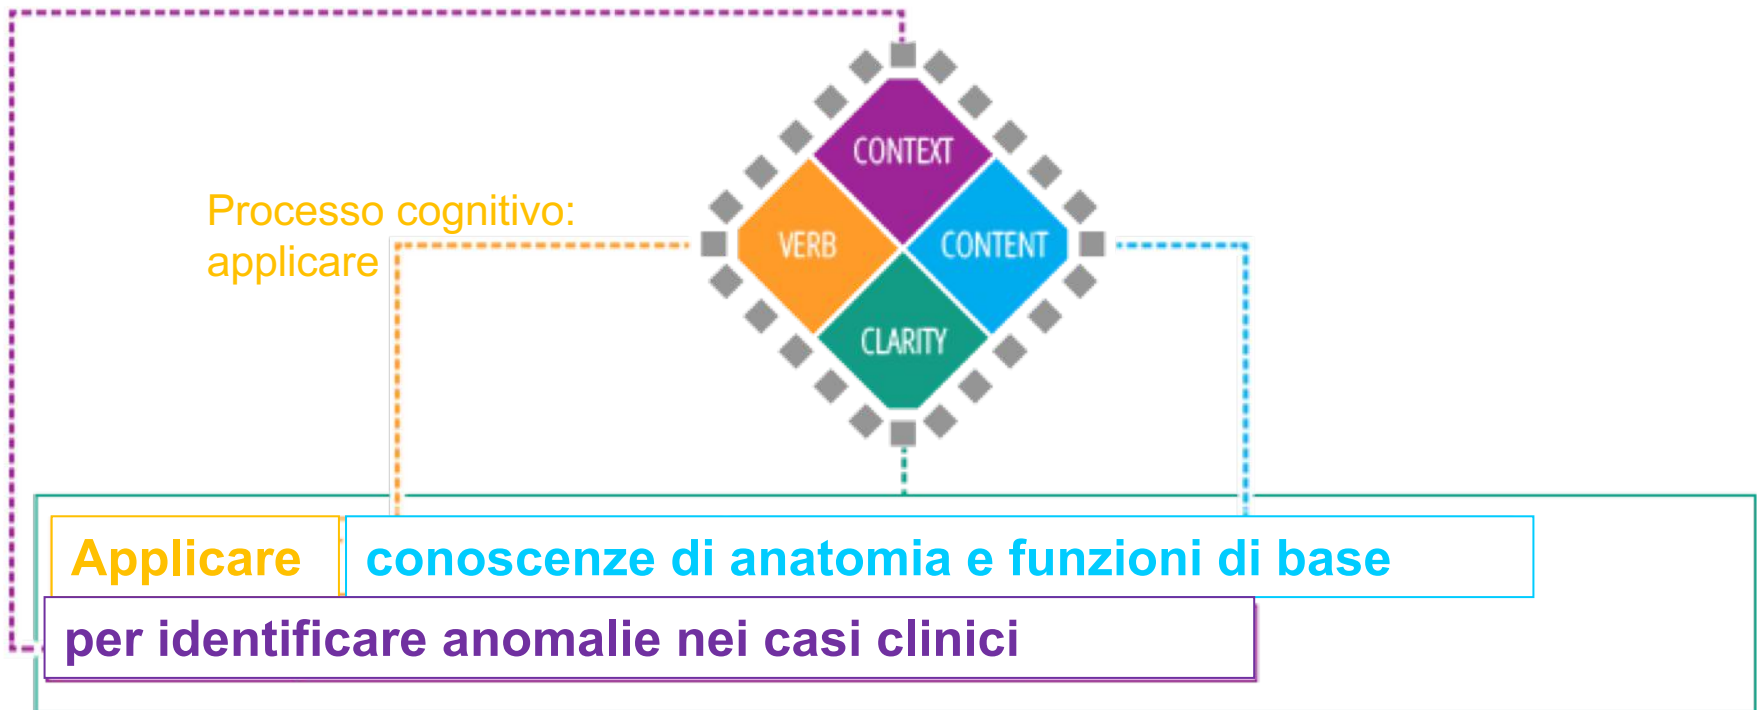 CONTEXT
Processo cognitivo:
applicare
VERB
CONTENT
CLARITY
Applicare conoscenze di anatomia e funzioni di base
per identificare anomalie nei casi clinici